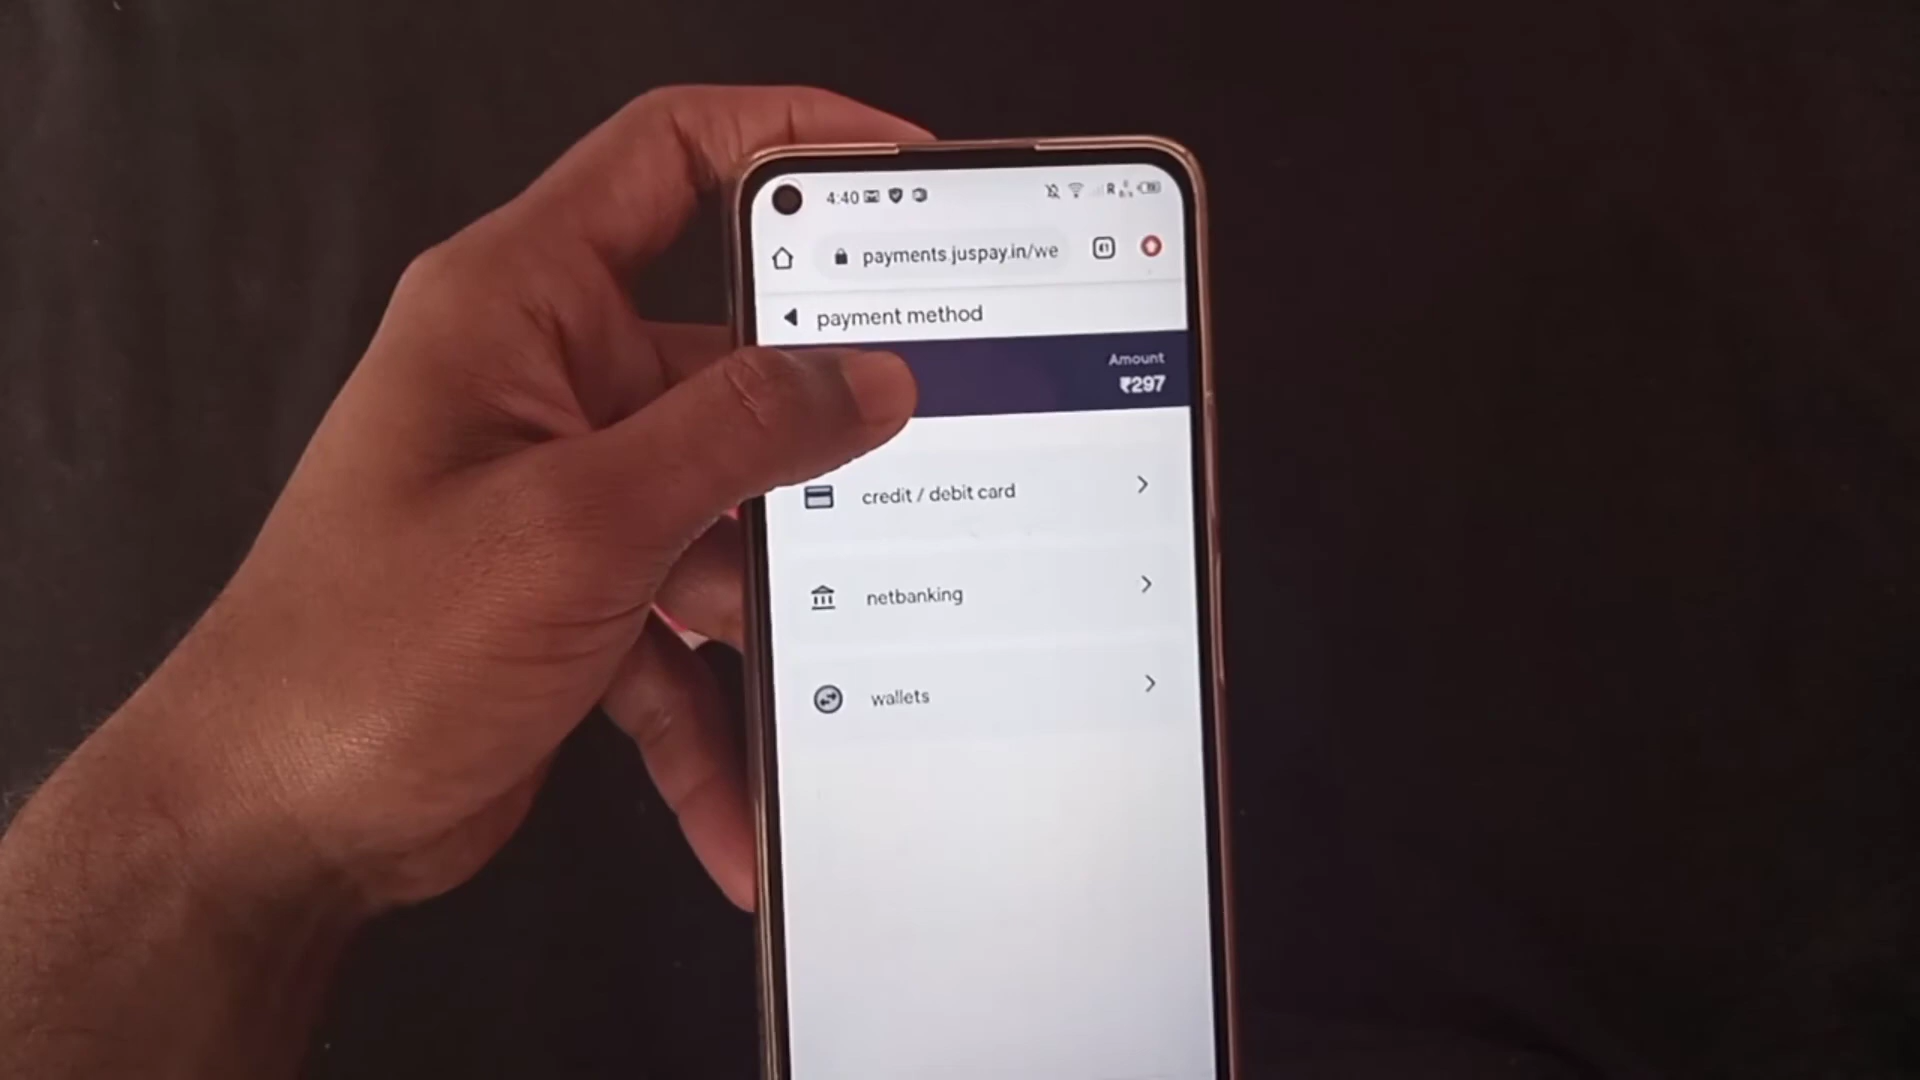 4:40
R
payments.juspay.in/we
payment method
Amount
₹297
credit / debit card
netbanking
wallets